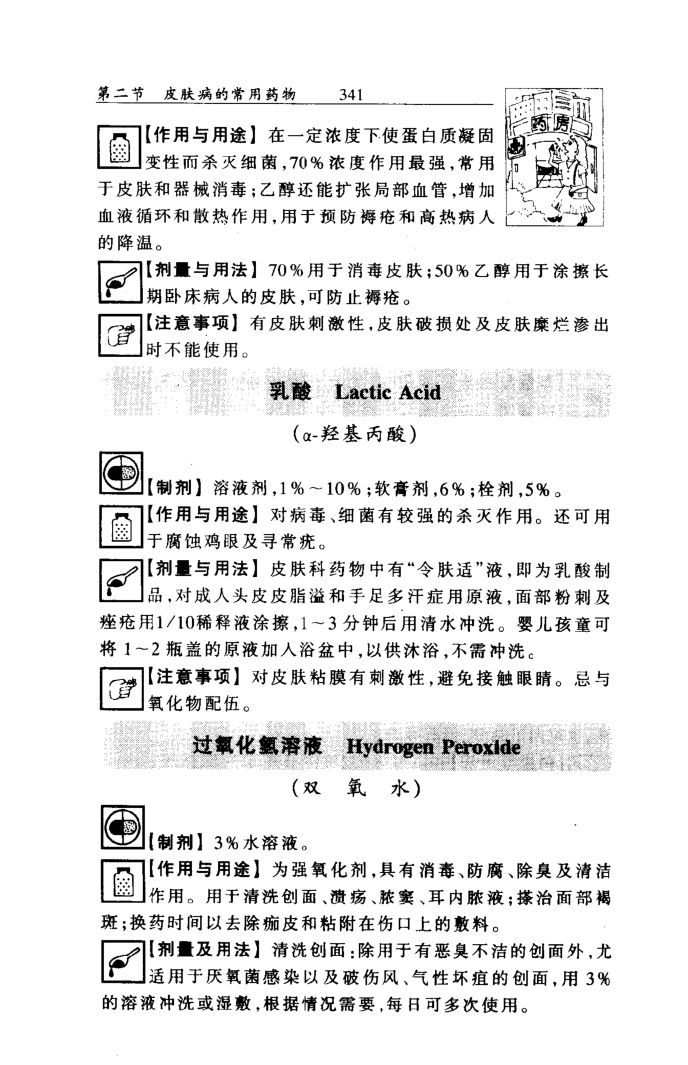 第二节 皮肤病的常用药物 341
药房
【作用与用途】在一定浓度下使蛋白质凝固
变性而杀灭细菌,70%浓度作用最强,常用
于皮肤和器械消毒;乙醇还能扩张局部血管,增加
血液循环和散热作用,用于预防褥疮和高热病人
的降温。
【剂量与用法】70%用于消毒皮肤;50%乙醇用于涂擦长
期卧床病人的皮肤,可防止褥疮。
【注意事项】有皮肤刺激性,皮肤破损处及皮肤糜烂渗出
时不能使用。
乳酸 Lactic Acid
(α-羟基丙酸)
【制剂】溶液剂,1%~10%;软膏剂,6%;栓剂,5%。
【作用与用途】对病毒、细菌有较强的杀灭作用。还可用
于腐蚀鸡眼及寻常疣。
【剂量与用法】皮肤科药物中有“令肤适”液,即为乳酸制
品,对成人头皮皮脂溢和手足多汗症用原液,面部粉刺及
痤疮用1/10稀释液涂擦,1~3分钟后用清水冲洗。婴儿孩童可
将1~2瓶盖的原液加入浴盆中,以供沐浴,不需冲洗。
【注意事项】对皮肤粘膜有刺激性,避免接触眼睛。忌与
氧化物配伍。
过氧化氢溶液 Hydrogen Peroxide
(双氧水)
【制剂】3%水溶液。
【作用与用途】为强氧化剂,具有消毒、防腐、除臭及清洁
作用。用于清洗创面、溃疡、脓窦、耳内脓液;搽治面部褐
斑;换药时间以去除痂皮和粘附在伤口上的敷料。
【剂量及用法】清洗创面:除用于有恶臭不洁的创面外,尤
适用于厌氧菌感染以及破伤风、气性坏疽的创面,用3%
的溶液冲洗或湿敷,根据情况需要,每日可多次使用。